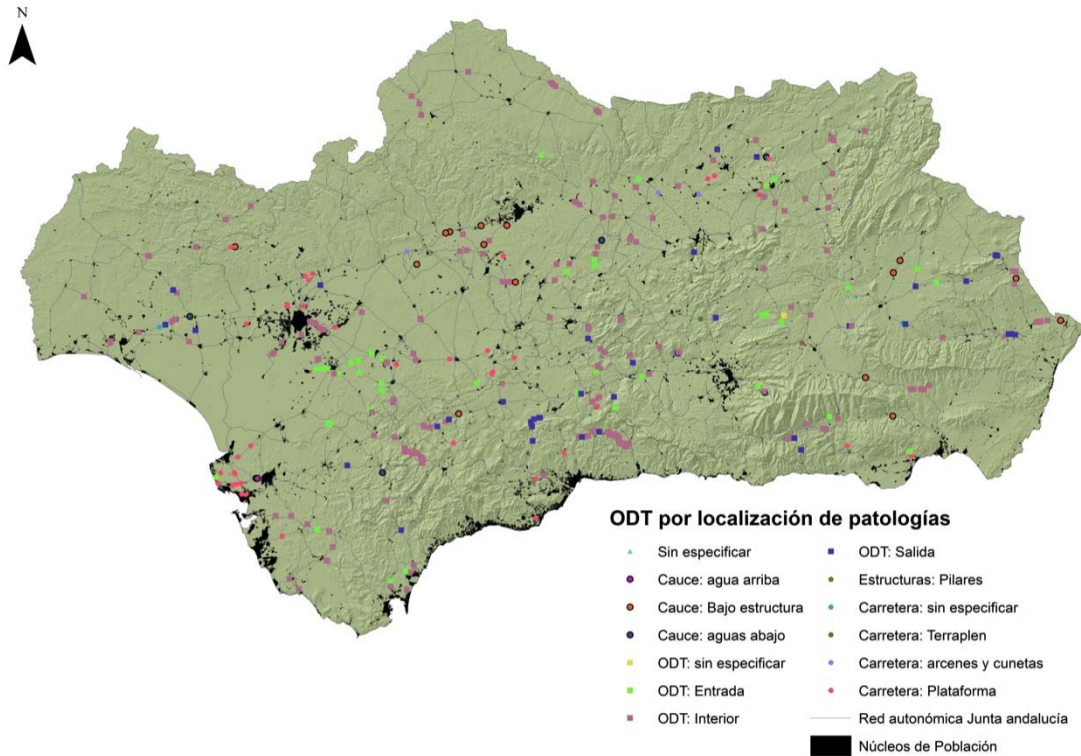 N
ODT por localización de patologías
Sin especificar
Cauce: agua arriba
Cauce: Bajo estructura
Cauce: aguas abajo
ODT: sin especificar
ODT: Entrada
ODT: Interior
ODT: Salida
Estructuras: Pilares
Carretera: sin especificar
Carretera: Terraplen
Carretera: arcenes y cunetas
Carretera: Plataforma
Red autonómica Junta andalucía
Núcleos de Población